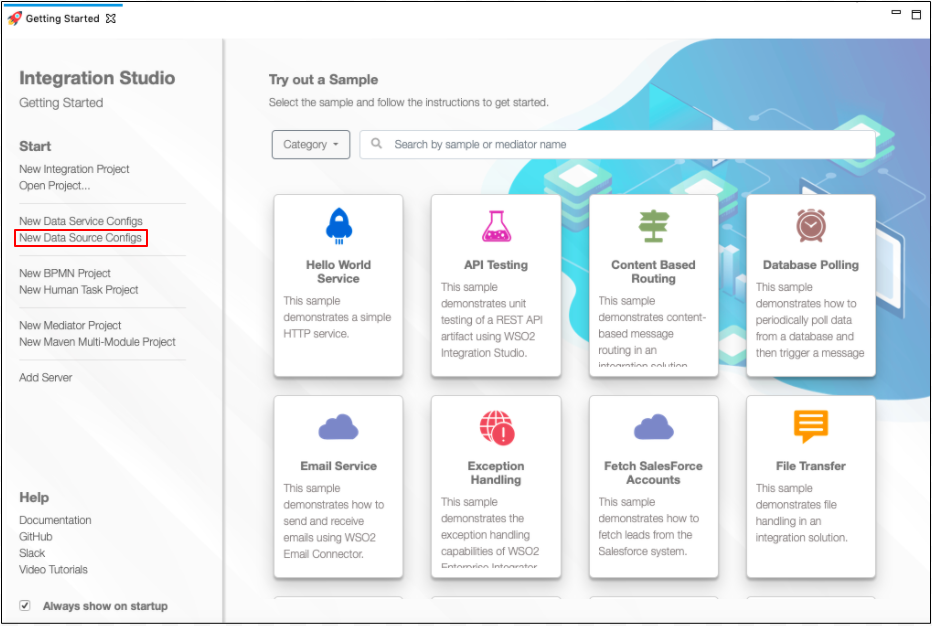 Getting Started
Integration Studio
Getting Started
Start
New Integration Project
Open Project...
New Data Service Configs
New Data Source Configs
New BPMN Project
New Human Task Project
New Mediator Project
New Maven Multi-Module Project
Add Server
Help
Documentation
GitHub
Slack
Video Tutorials
Always show on startup
Try out a Sample
Select the sample and follow the instructions to get started.
Category
Search by sample or mediator name
Hello World
Service
This sample
demonstrates a simple
HTTP service.
API Testing
This sample
demonstrates unit
testing of a REST API
artifact using WSO2
Integration Studio.
Content Based
Routing
This sample
demonstrates content-
based message
routing in an
integration solution
Database Polling
This sample
demonstrates how to
periodically poll data
from a database and
then trigger a message
Email Service
This sample
demonstrates how to
send and receive
emails using WSO2
Email Connector.
Exception
Handling
This sample
demonstrates the
exception handling
capabilities of WSO2
Enterprise Integrator
Fetch SalesForce
Accounts
This sample
demonstrates how to
fetch leads from the
Salesforce system.
File Transfer
This sample
demonstrates file
handling in an
integration solution.